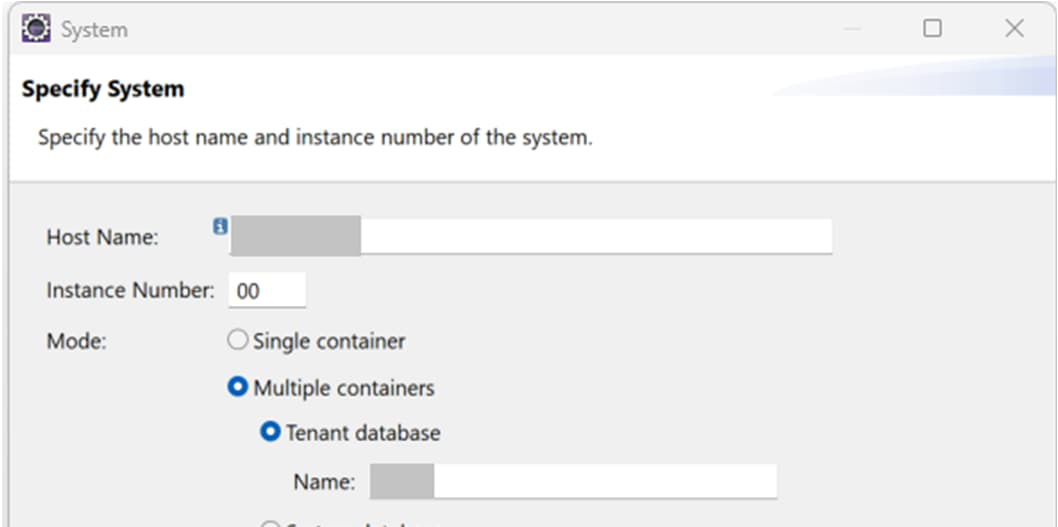 System
Specify System
Specify the host name and instance number of the system.
Host Name:
Instance Number: 00
Mode: Single container
Multiple containers
Tenant database
Name: